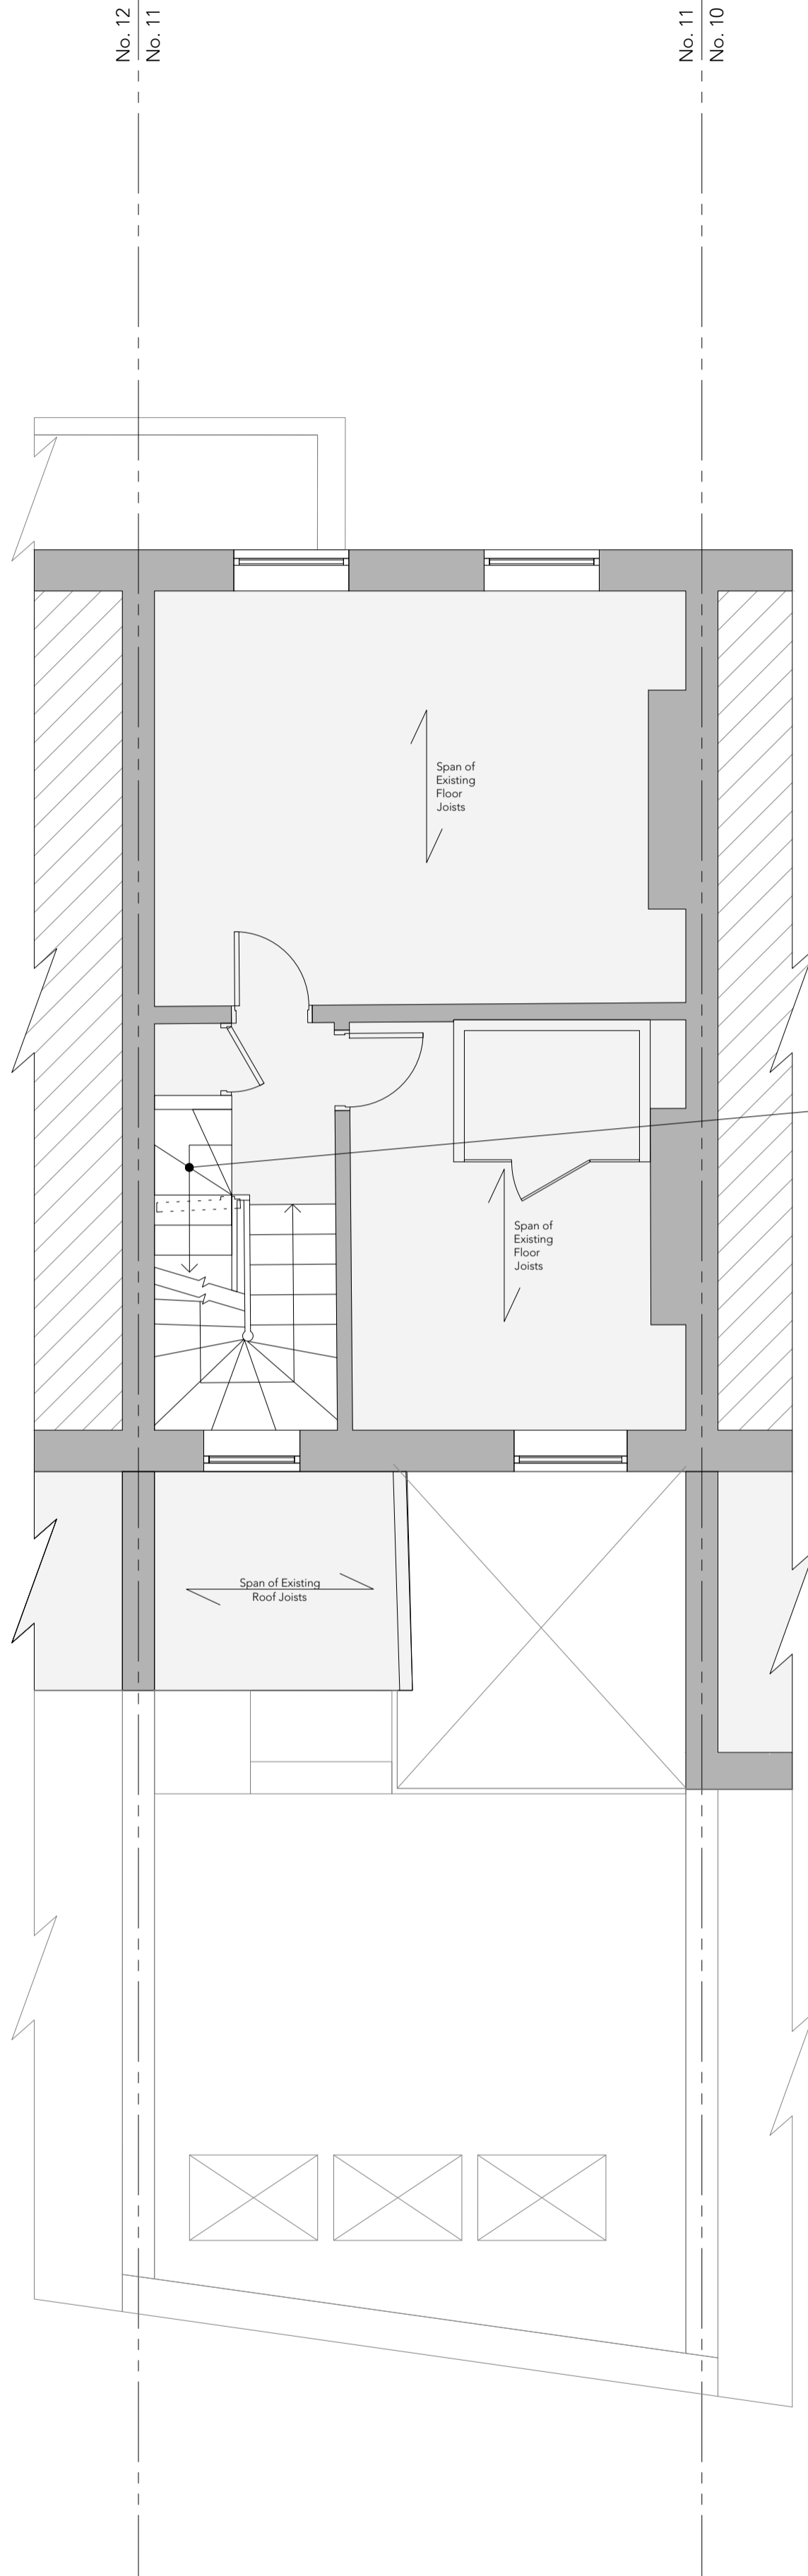 No. 12
No. 11
No. 11
No. 10
Span of
Existing
Floor
Joists
Span of
Existing
Floor
Joists
Span of Existing
Roof Joists